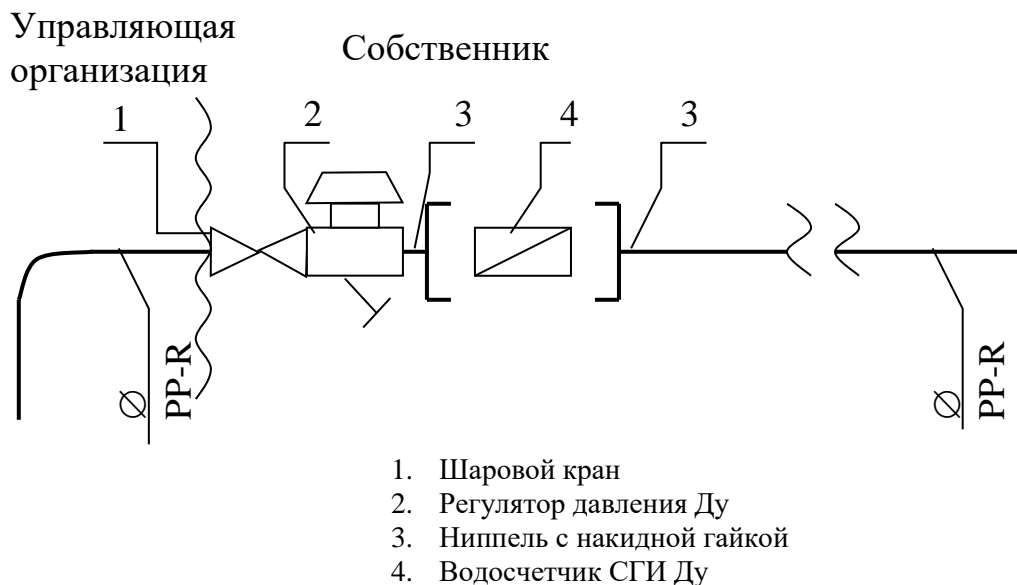 Управляющая
организация
Собственник
1
2
3
4
3
⌀ PP-R
⌀ PP-R
1. Шаровой кран
2. Регулятор давления Ду
3. Ниппель с накидной гайкой
4. Водосчетчик СГИ Ду